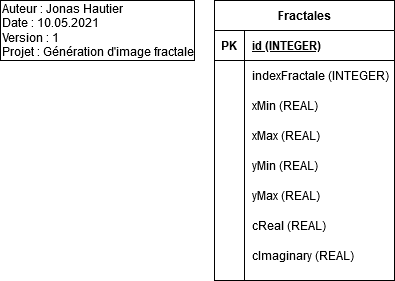 Auteur : Jonas Hautier
Date : 10.05.2021
Version : 1
Projet : Génération d'image fractale
Fractales
PK id (INTEGER)
indexFractale (INTEGER)
xMin (REAL)
xMax (REAL)
yMin (REAL)
yMax (REAL)
cReal (REAL)
cImaginary (REAL)